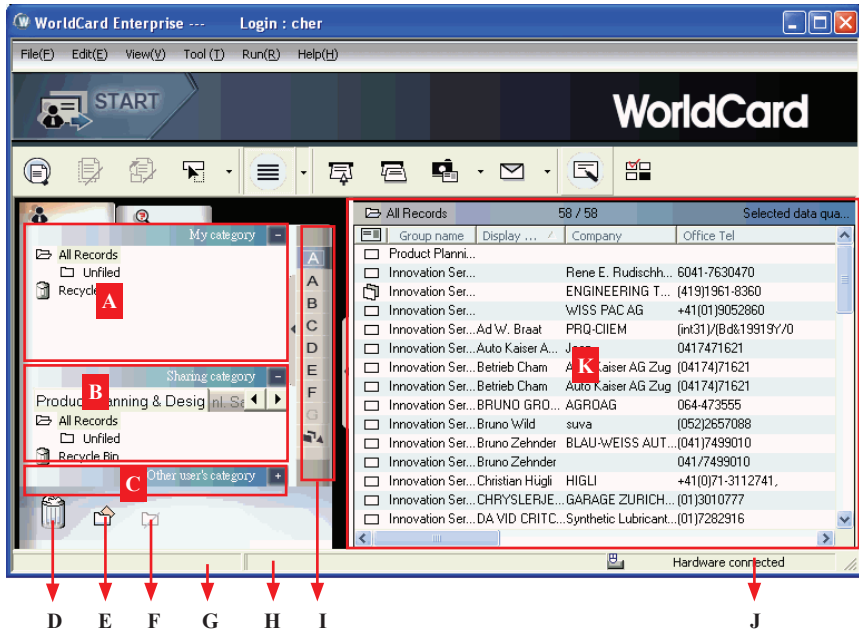 WorldCard Enterprise --- Login : cher
File(F) Edit(E) View(V) Tool (T) Run(R) Help(H)
START
WorldCard
My category
All Records
Unfiled
Recycle
A
Sharing category
B
Product Planning & Desig
All Records
Unfiled
Recycle Bin
Other user's category
C
A
A
B
C
D
E
F
G
All Records 58 / 58 Selected data qua...
Group name Display ... Company Office Tel
Product Planni...
Innovation Ser... Rene E. Rudischh... 6041-7630470
Innovation Ser... ENGINEERING T... (419)1961-8360
Innovation Ser... WISS PAC AG +41(01)9052860
Innovation Ser... Ad W. Braat PRQ-CIIEM (int31)/(Bd&19919Y/0
Innovation Ser... Auto Kaiser A... 0417471621
Innovation Ser... Betrieb Cham Kaiser AG Zug (04174)71621
Innovation Ser... Betrieb Cham Auto Kaiser AG Zug (04174)71621
Innovation Ser... BRUNO GRO... AGROAG 064-473555
Innovation Ser... Bruno Wild suva (052)2657088
Innovation Ser... Bruno Zehnder BLAU-WEISS AUT... (041)7499010
Innovation Ser... Bruno Zehnder 041/7499010
Innovation Ser... Christian Hügli HIGLI +41(0)71-3112741,
Innovation Ser... CHRYSLERJE... GARAGE ZURICH... (01)3010777
Innovation Ser... DA VID CRITC... Synthetic Lubricant... (01)7282916
K
Hardware connected
D E F G H I J